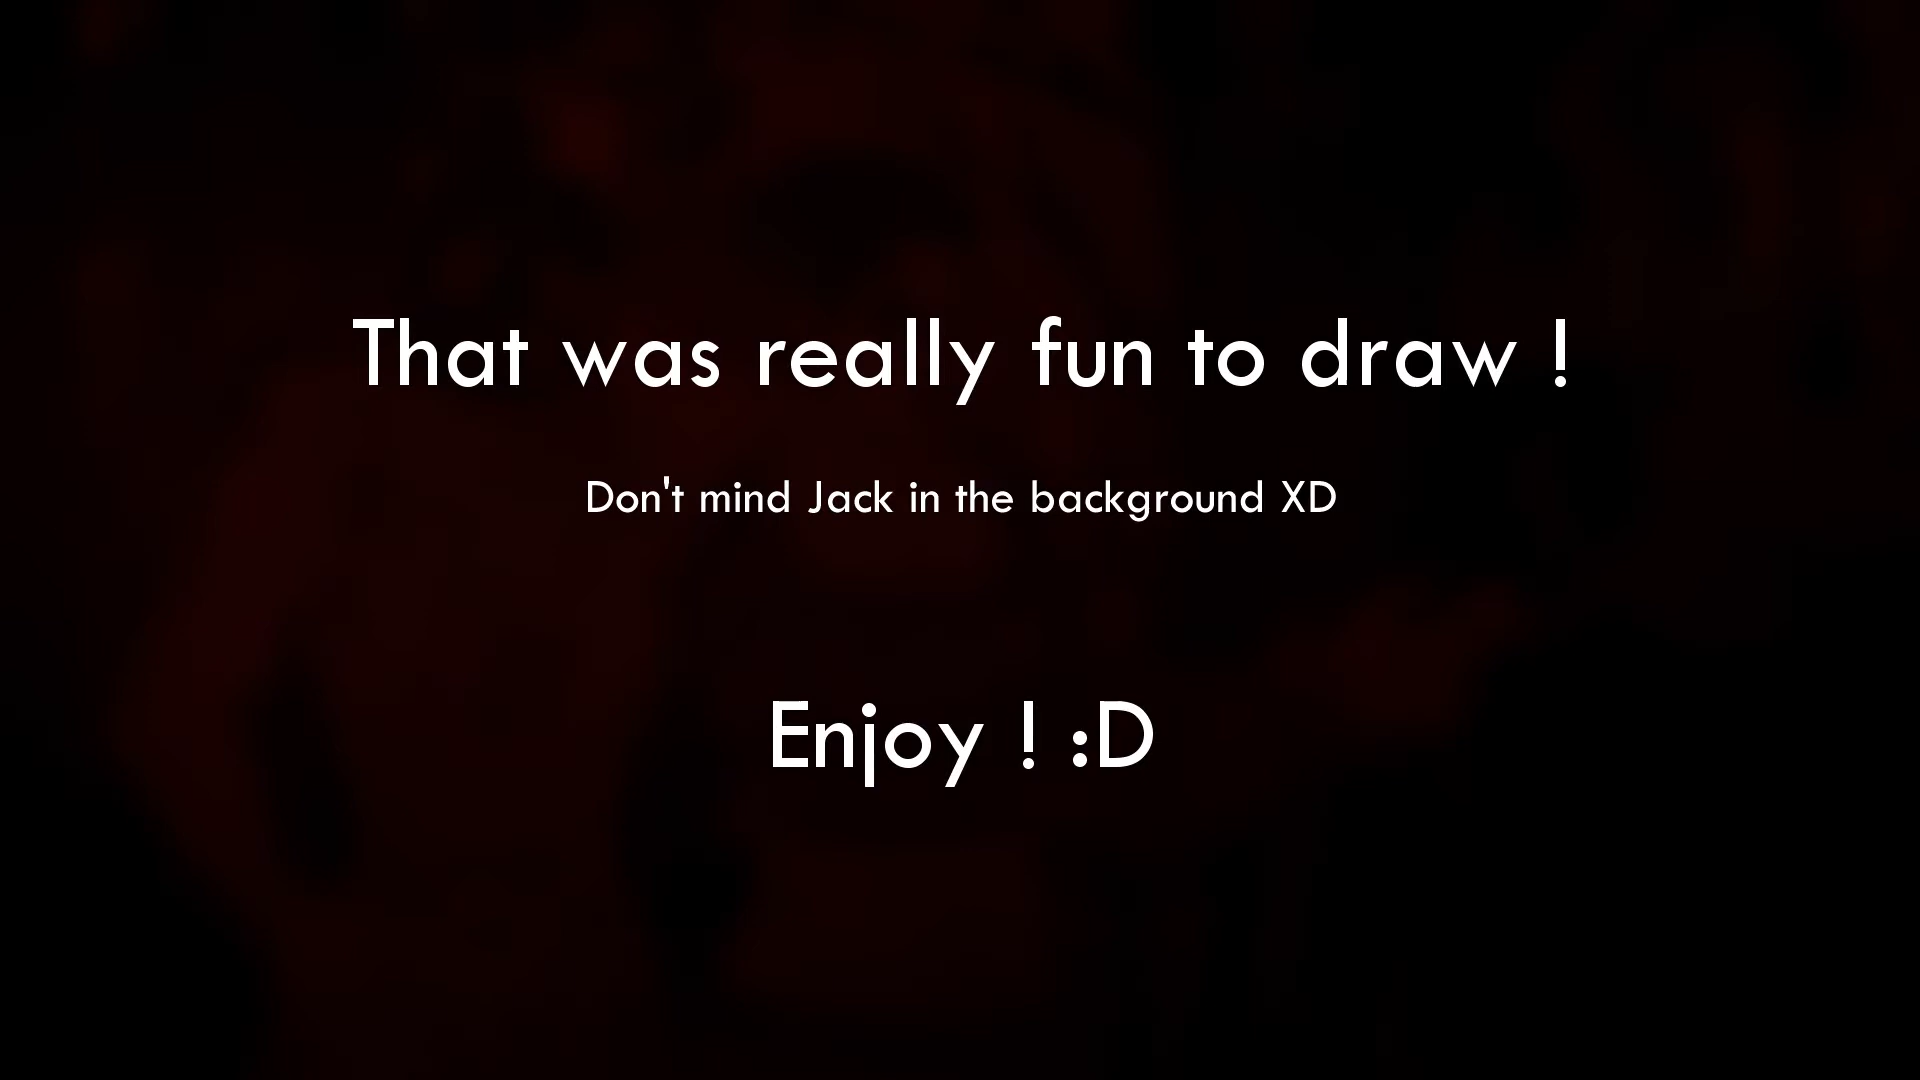 That was really fun to draw !
Don't mind Jack in the background XD
Enjoy ! :D